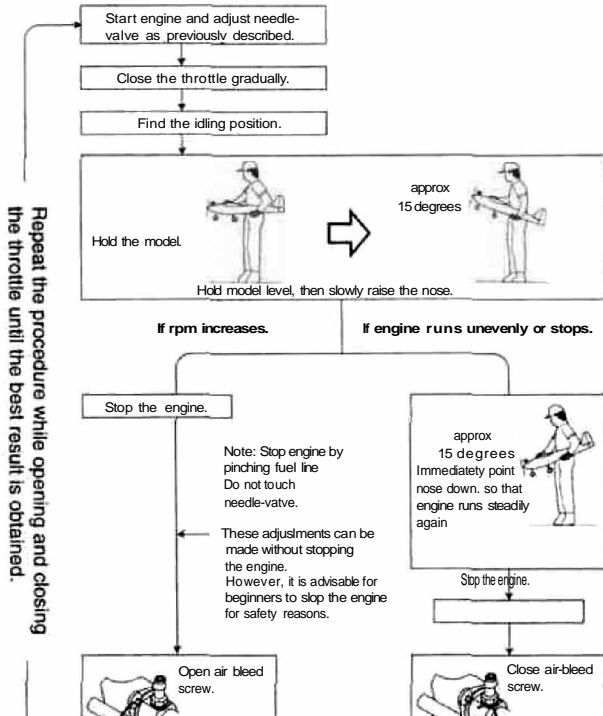 Start engine and adjust needle-
valve as previously described.
Close the throttle gradually.
Find the idling position.
Hold the model.
approx
15 degrees
Hold model level, then slowly raise the nose.
If rpm increases.
If engine runs unevenly or stops.
Stop the engine.
Note: Stop engine by
pinching fuel line
Do not touch
needle-vatve.
These adjuslments can be
made without stopping
the engine.
However, it is advisable for
beginners to slop the engine
for safety reasons.
approx
15 degrees
Immediatety point
nose down. so that
engine runs steadily
again
Stop the engine.
Open air bleed
screw.
Close air-bleed
screw.
Repeat the procedure while opening and closing
the throttle until the best result is obtained.